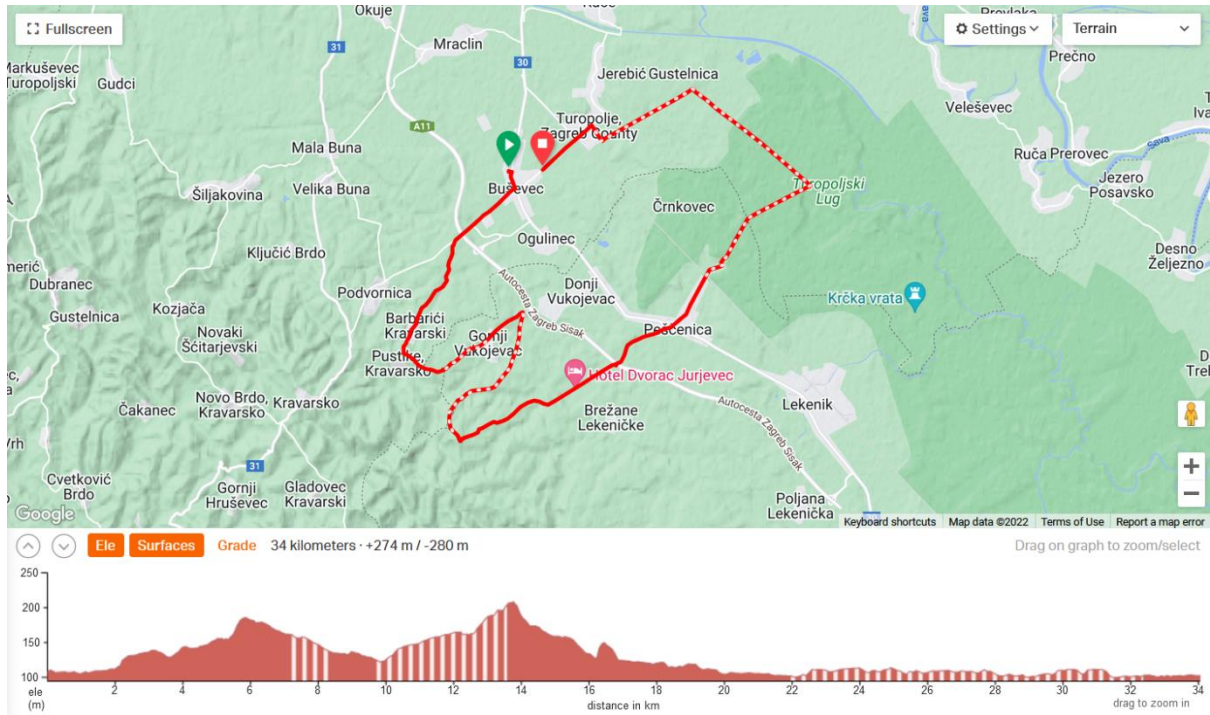 Okuje
Ruče
Fullscreen
Settings
Terrain
31
Mraclin
30
Prečno
Markuševec
Turopoljski
Gudci
Jerebić Gustelnica
Veleševec
Turopolje,
Zagreb County
A11
Mala Buna
Ruča
Prerovec
Sava
Šiljakovina
Velika Buna
Buševec
Jezero
Posavsko
Turopoljski
Lug
Črnkovec
Ogulinec
Ključić Brdo
Desno
Željezno
Dubranec
Donji
Vukojevac
Podvornica
Krčka vrata
Kozjača
Gustelnica
Barbarići
Kravarski
Autocesta Zagreb Sisak
Novaki
Šćitarjevski
Gornji
Vukojevac
Pešćenica
Pustike,
Kravarsko
Hotel Dvorac Jurjevec
Novo Brdo,
Kravarsko
Kravarsko
Čakanec
Brežane
Lekeničke
Autocesta Zagreb Sisak
Lekenik
31
Cvetković
Brdo
Gornji
Hruševec
Gladovec
Kravarski
Poljana
Lekenička
Google
Keyboard shortcuts
Map data ©2022
Terms of Use
Report a map error
Ele
Surfaces
Grade
34 kilometers · +274 m / -280 m
Drag on graph to zoom/select
250
200
150
100
ele
(m)
2 4 6 8 10 12 14 16 18 20 22 24 26 28 30 32 34
distance in km
drag to zoom in